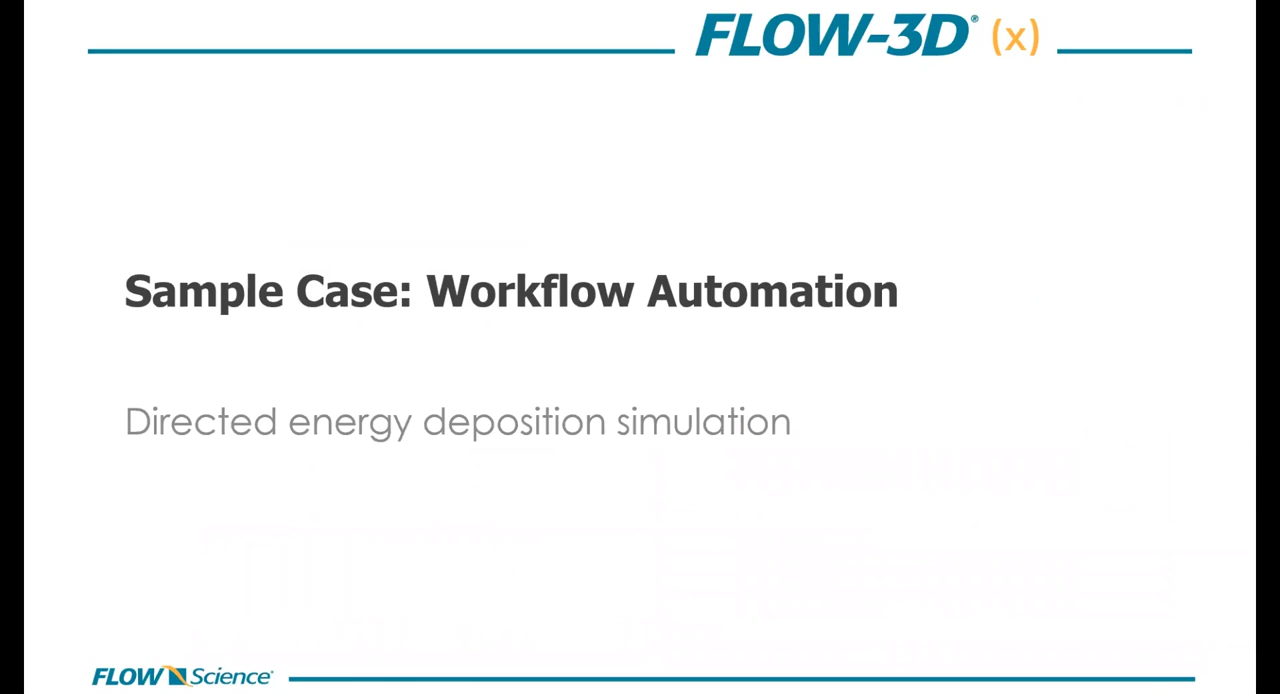 FLOW-3D® (x)
Sample Case: Workflow Automation
Directed energy deposition simulation
FLOW Science®